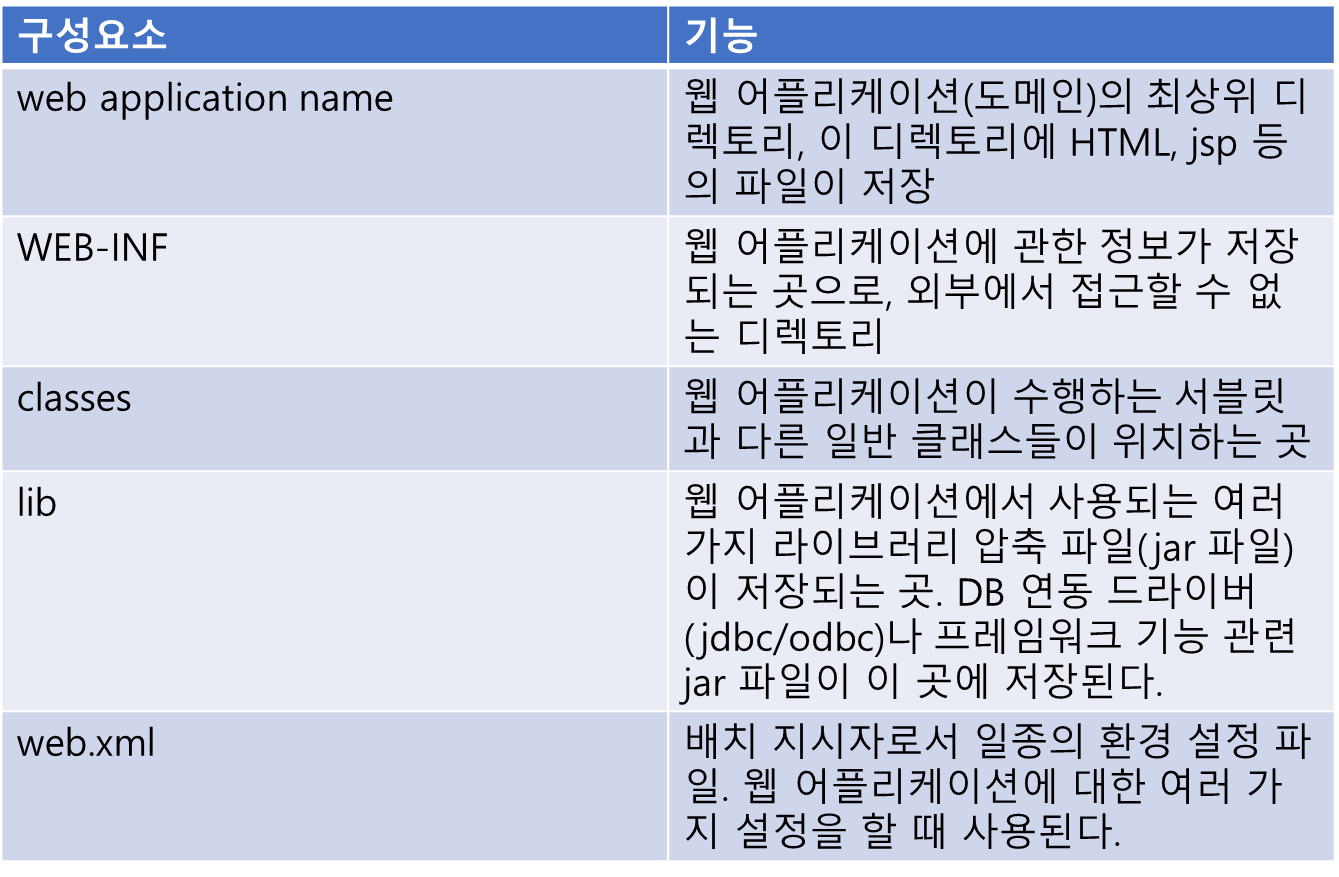 구성요소
기능
web application name
웹 어플리케이션(도메인)의 최상위 디
렉토리, 이 디렉토리에 HTML, jsp 등
의 파일이 저장
WEB-INF
웹 어플리케이션에 관한 정보가 저장
되는 곳으로, 외부에서 접근할 수 없
는 디렉토리
classes
웹 어플리케이션이 수행하는 서블릿
과 다른 일반 클래스들이 위치하는 곳
lib
웹 어플리케이션에서 사용되는 여러
가지 라이브러리 압축 파일(jar 파일)
이 저장되는 곳. DB 연동 드라이버
(jdbc/odbc)나 프레임워크 기능 관련
jar 파일이 이 곳에 저장된다.
web.xml
배치 지시자로서 일종의 환경 설정 파
일. 웹 어플리케이션에 대한 여러 가
지 설정을 할 때 사용된다.